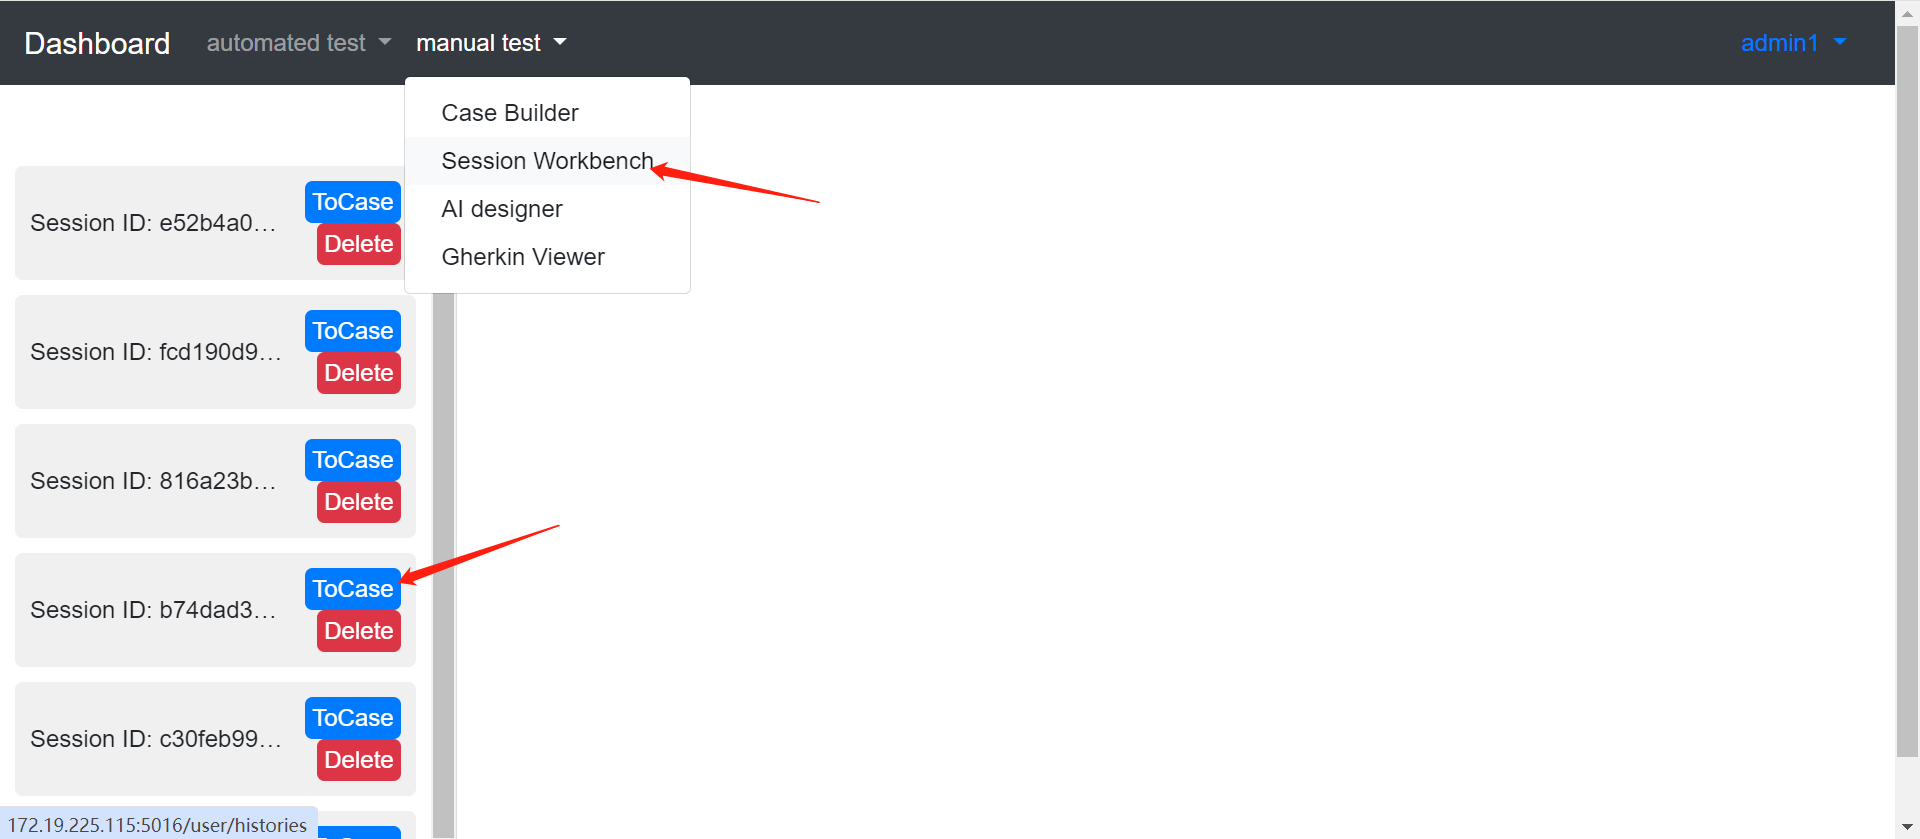 Dashboard automated test manual test admin1
Case Builder
Session Workbench
AI designer
Gherkin Viewer
Session ID: e52b4a0...
ToCase
Delete
Session ID: fcd190d9...
ToCase
Delete
Session ID: 816a23b...
ToCase
Delete
Session ID: b74dad3...
ToCase
Delete
Session ID: c30feb99...
ToCase
Delete
172.19.225.115:5016/user/histories